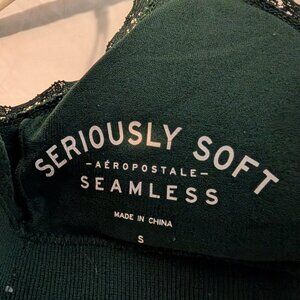 SERIOUSLY SOFT
-AÉROPOSTALE-
SEAMLESS
MADE IN CHINA
S